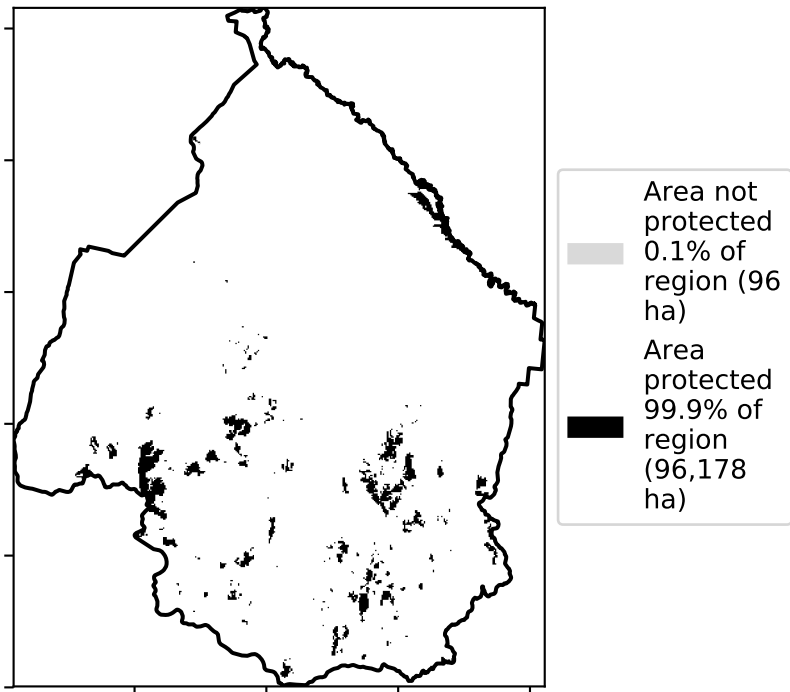 Area not
protected
0.1% of
region (96
ha)
Area
protected
99.9% of
region
(96,178
ha)